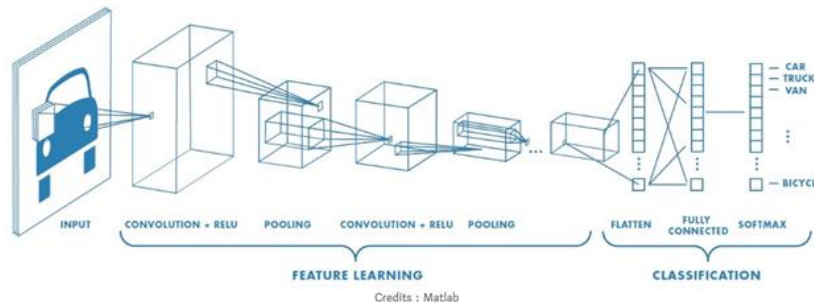 CAR
TRUCK
VAN
BICYCLE
INPUT
CONVOLUTION + RELU
POOLING
CONVOLUTION + RELU
POOLING
FLATTEN
FULLY
CONNECTED
SOFTMAX
FEATURE LEARNING
CLASSIFICATION
Credits : Matlab